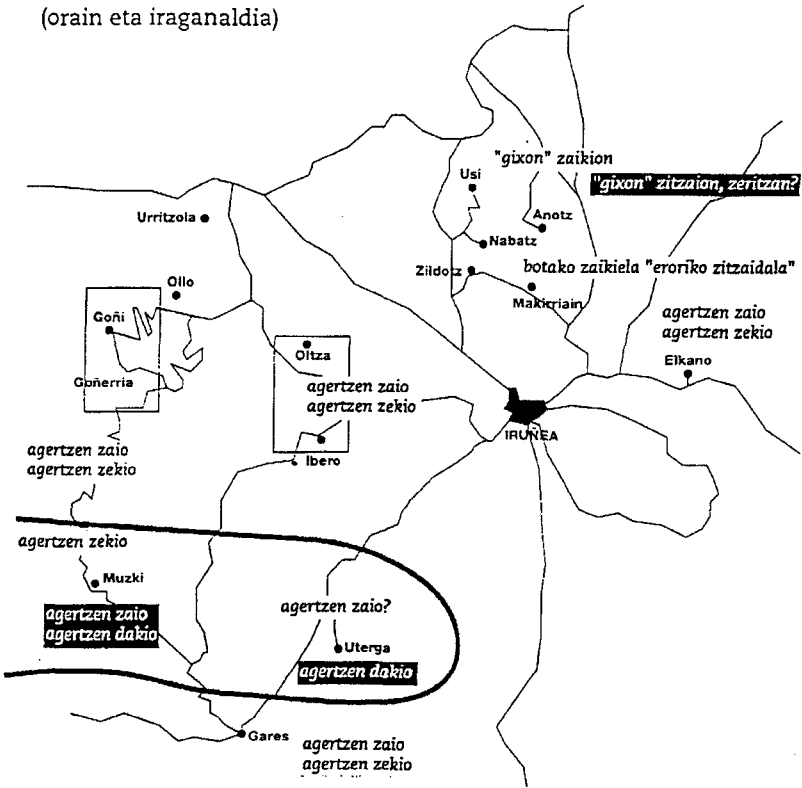 (orain eta iraganaldia)
"gixon" zaikion
Usi
"gixon" zitzaion, zeritzan?
Urritzola
Anotz
Nabatz
Zildotz
botako zaikiela "eroriko zitzaidala"
Ollo
Makirriain
Goñi
agertzen zaio
agertzen zekio
Oltza
Elkano
Goñerria
agertzen zaio
agertzen zekio
IRUÑEA
agertzen zaio
agertzen zekio
Ibero
agertzen zekio
Muzki
agertzen zaio
agertzen dakio
agertzen zaio?
Uterga
agertzen dakio
Gares
agertzen zaio
agertzen zekio